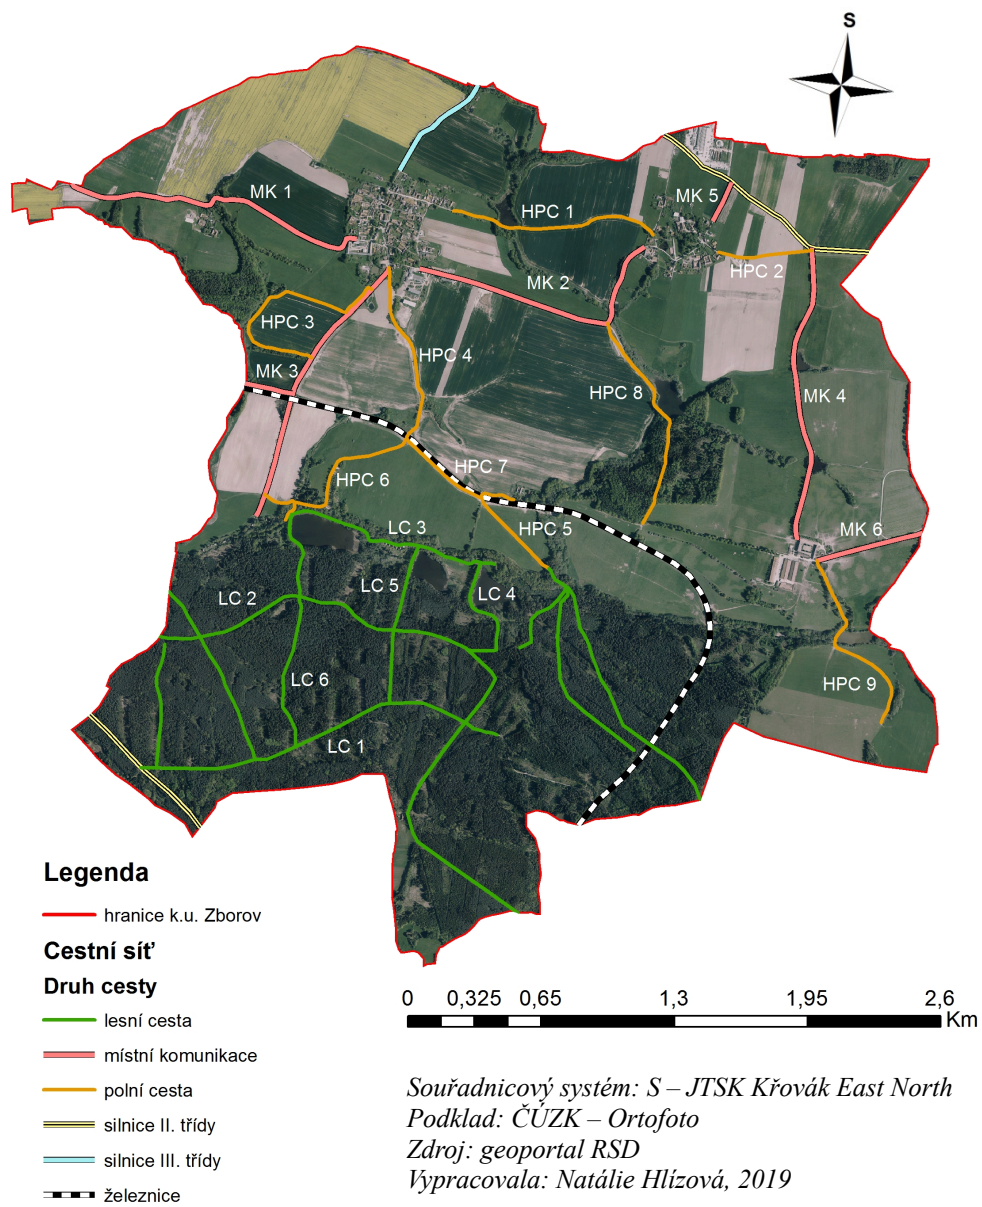 S
MK 1
HPC 1
MK 5
HPC 2
MK 2
HPC 3
HPC 4
MK 3
HPC 8
MK 4
HPC 7
HPC 6
LC 3
HPC 5
MK 6
LC 5
LC 2
LC 4
LC 6
HPC 9
LC 1
Legenda
hranice k.u. Zborov
Cestní síť
Druh cesty
lesní cesta
místní komunikace
polní cesta
silnice II. třídy
silnice III. třídy
železnice
0 0,325 0,65 1,3 1,95 2,6
Km
Souřadnicový systém: S – JTSK Křovák East North
Podklad: ČÚZK – Ortofoto
Zdroj: geoportal RSD
Vypracovala: Natálie Hlízová, 2019